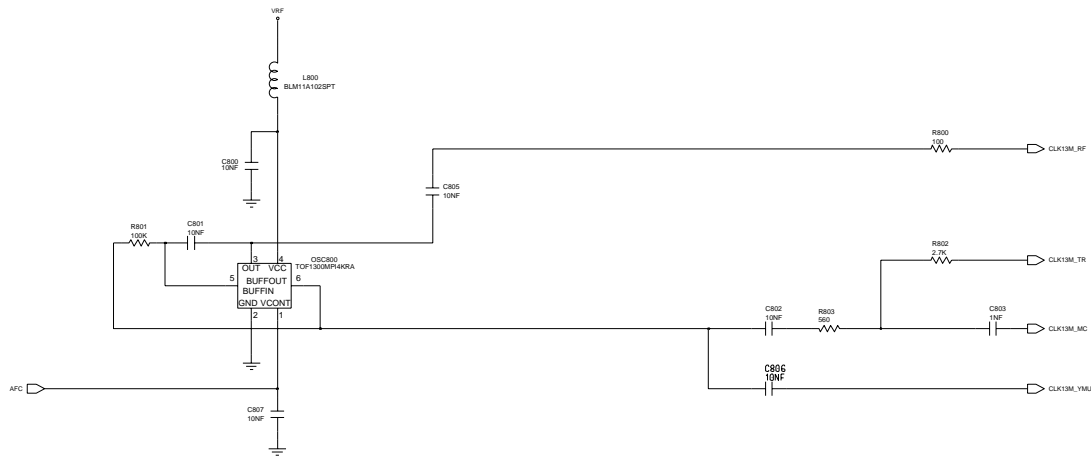 VRF
L800
BLM11A102SPT
C800
10NF
R800
100
CLK13M_RF
C805
10NF
R801
100K
C801
10NF
OSC800
TOF1300MPI4KRA
3 4
OUT VCC
5 BUFFOUT 6
BUFFIN
GND VCONT
2 1
R802
2.7K
CLK13M_TR
C802
10NF
R803
560
C803
1NF
CLK13M_MC
C806
10NF
AFC
CLK13M_YMU
C807
10NF